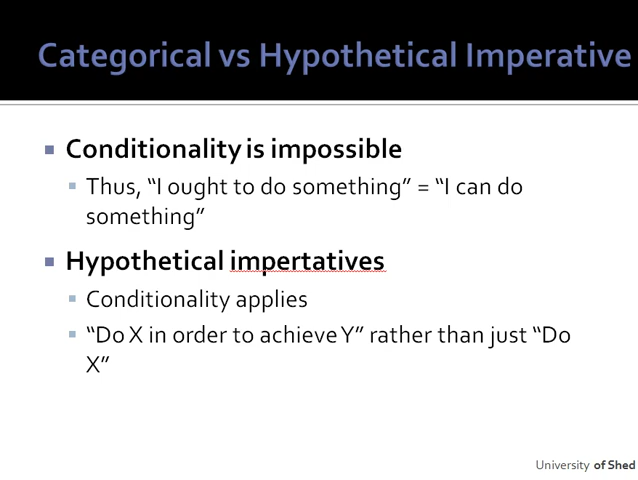 Categorical vs Hypothetical Imperative
Conditionality is impossible
Thus, “I ought to do something” = “I can do
something”
Hypothetical impertatives
Conditionality applies
“Do X in order to achieve Y” rather than just “Do
X”
University of Shed